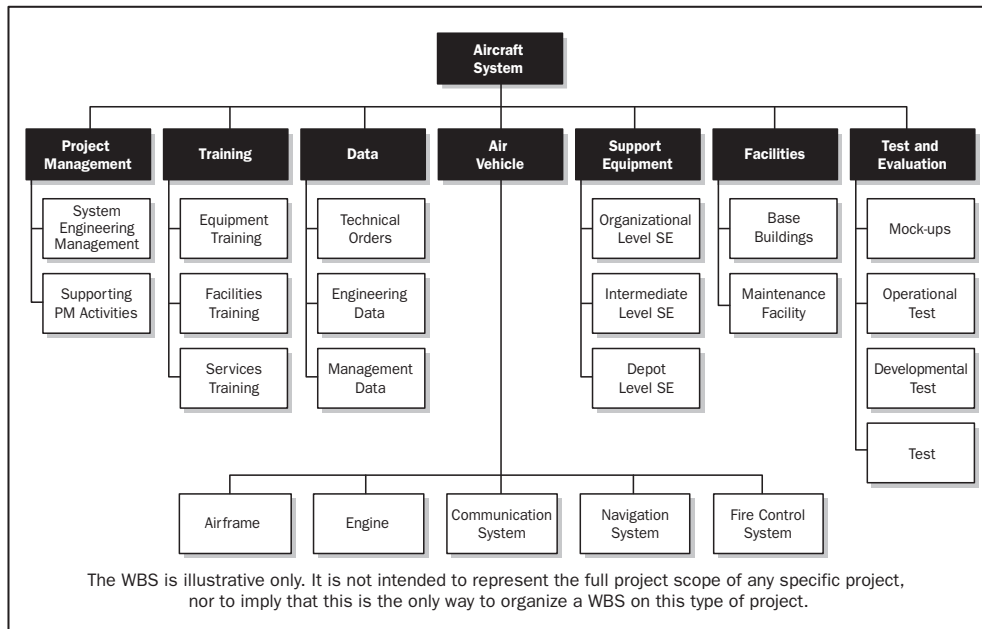 Aircraft
System
Project
Management
Training
Data
Air
Vehicle
Support
Equipment
Facilities
Test and
Evaluation
System
Engineering
Management
Supporting
PM Activities
Equipment
Training
Facilities
Training
Services
Training
Technical
Orders
Engineering
Data
Management
Data
Organizational
Level SE
Intermediate
Level SE
Depot
Level SE
Base
Buildings
Maintenance
Facility
Mock-ups
Operational
Test
Developmental
Test
Test
Airframe
Engine
Communication
System
Navigation
System
Fire Control
System
The WBS is illustrative only. It is not intended to represent the full project scope of any specific project,
nor to imply that this is the only way to organize a WBS on this type of project.